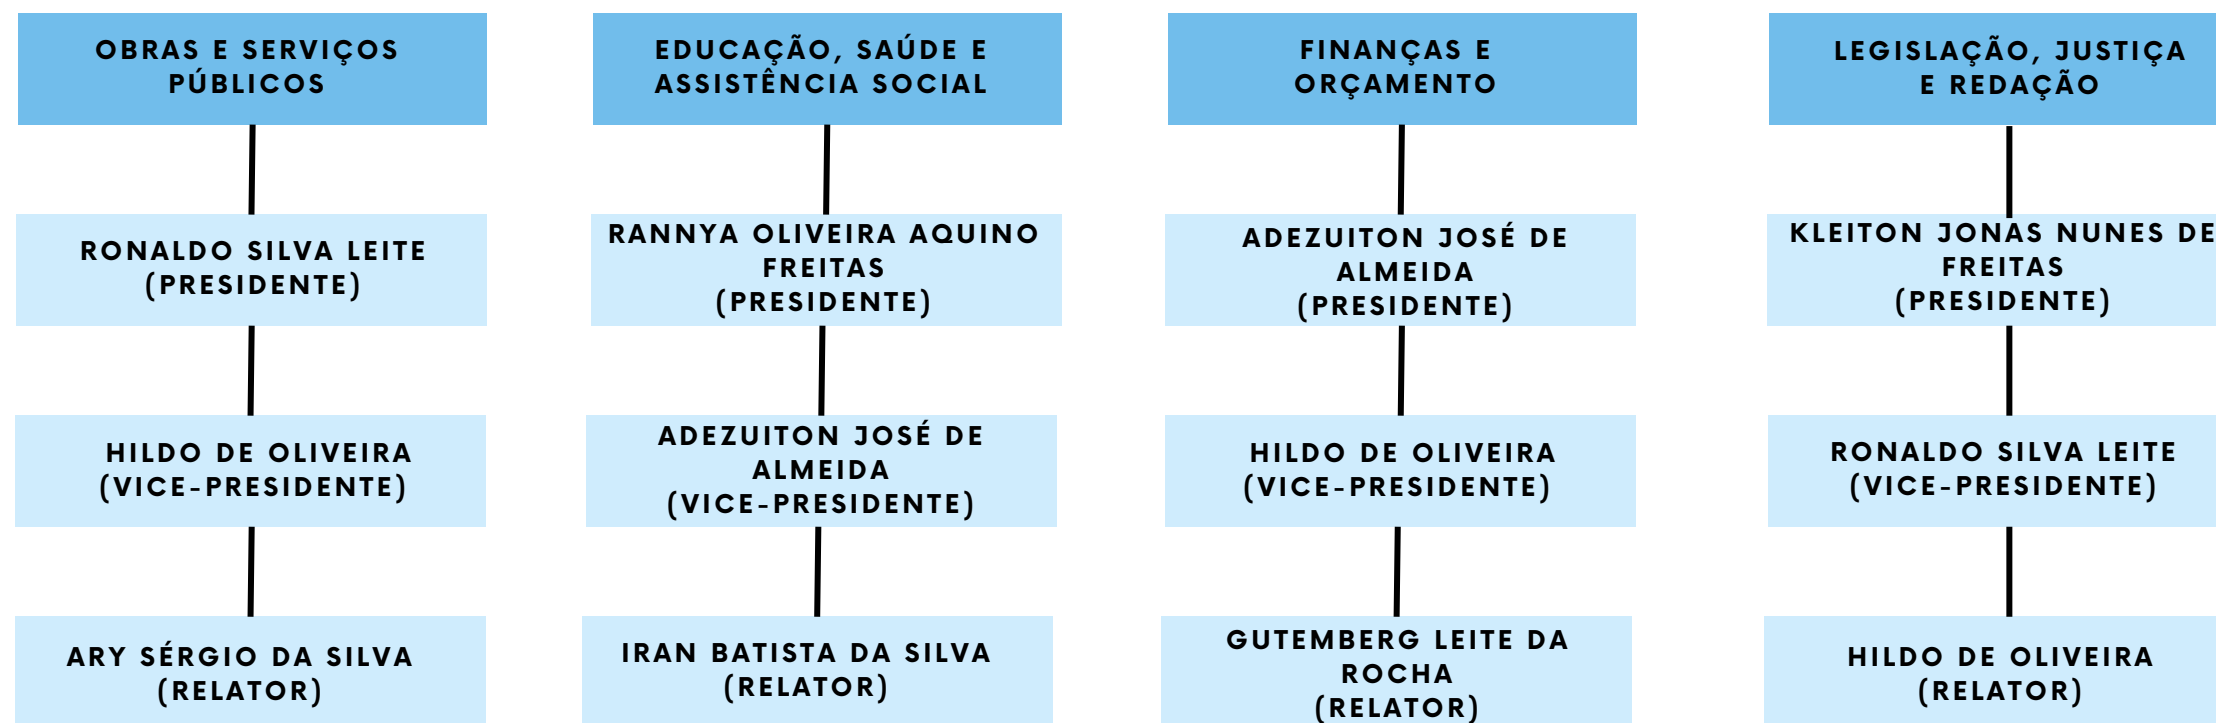 OBRAS E SERVIÇOS
PÚBLICOS
RONALDO SILVA LEITE
(PRESIDENTE)
HILDO DE OLIVEIRA
(VICE-PRESIDENTE)
ARY SÉRGIO DA SILVA
(RELATOR)
EDUCAÇÃO, SAÚDE E
ASSISTÊNCIA SOCIAL
RANNYA OLIVEIRA AQUINO
FREITAS
(PRESIDENTE)
ADEZUITON JOSÉ DE
ALMEIDA
(VICE-PRESIDENTE)
IRAN BATISTA DA SILVA
(RELATOR)
FINANÇAS E
ORÇAMENTO
ADEZUITON JOSÉ DE
ALMEIDA
(PRESIDENTE)
HILDO DE OLIVEIRA
(VICE-PRESIDENTE)
GUTEMBERG LEITE DA
ROCHA
(RELATOR)
LEGISLAÇÃO, JUSTIÇA
E REDAÇÃO
KLEITON JONAS NUNES DE
FREITAS
(PRESIDENTE)
RONALDO SILVA LEITE
(VICE-PRESIDENTE)
HILDO DE OLIVEIRA
(RELATOR)